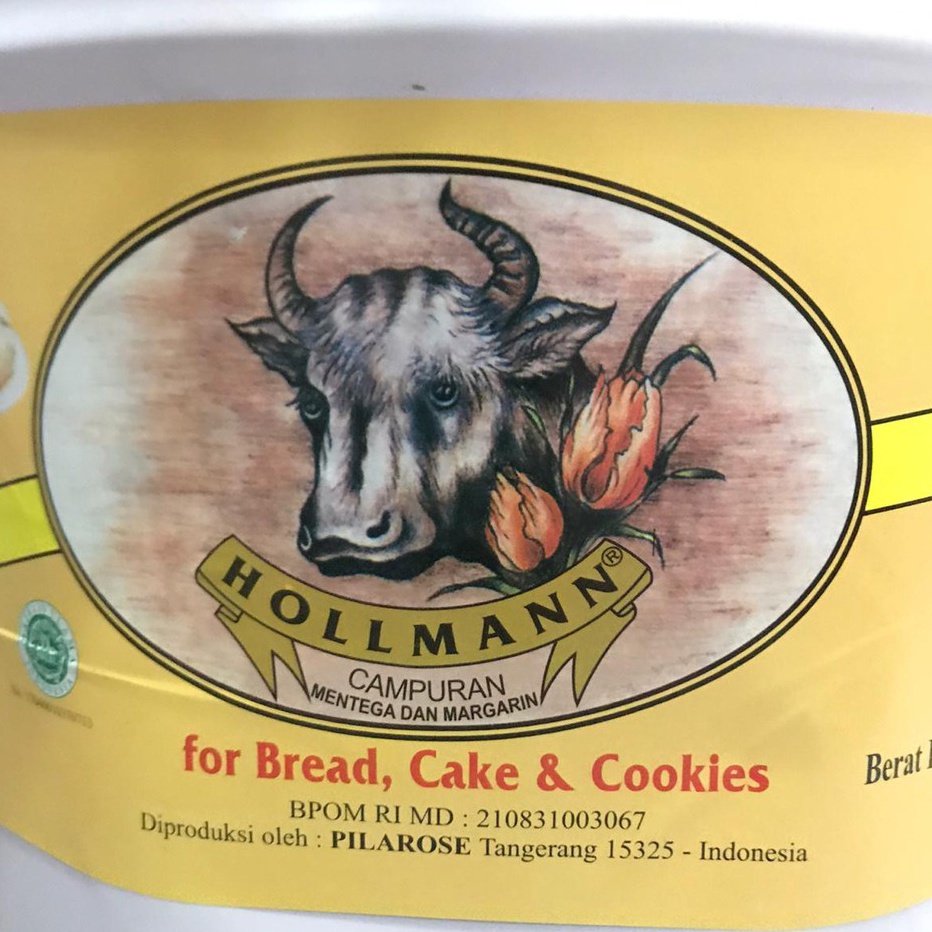 HOLLMANN®
CAMPURAN
MENTEGA DAN MARGARIN
for Bread, Cake & Cookies
BPOM RI MD : 210831003067
Diproduksi oleh : PILAROSE Tangerang 15325 - Indonesia
Berat